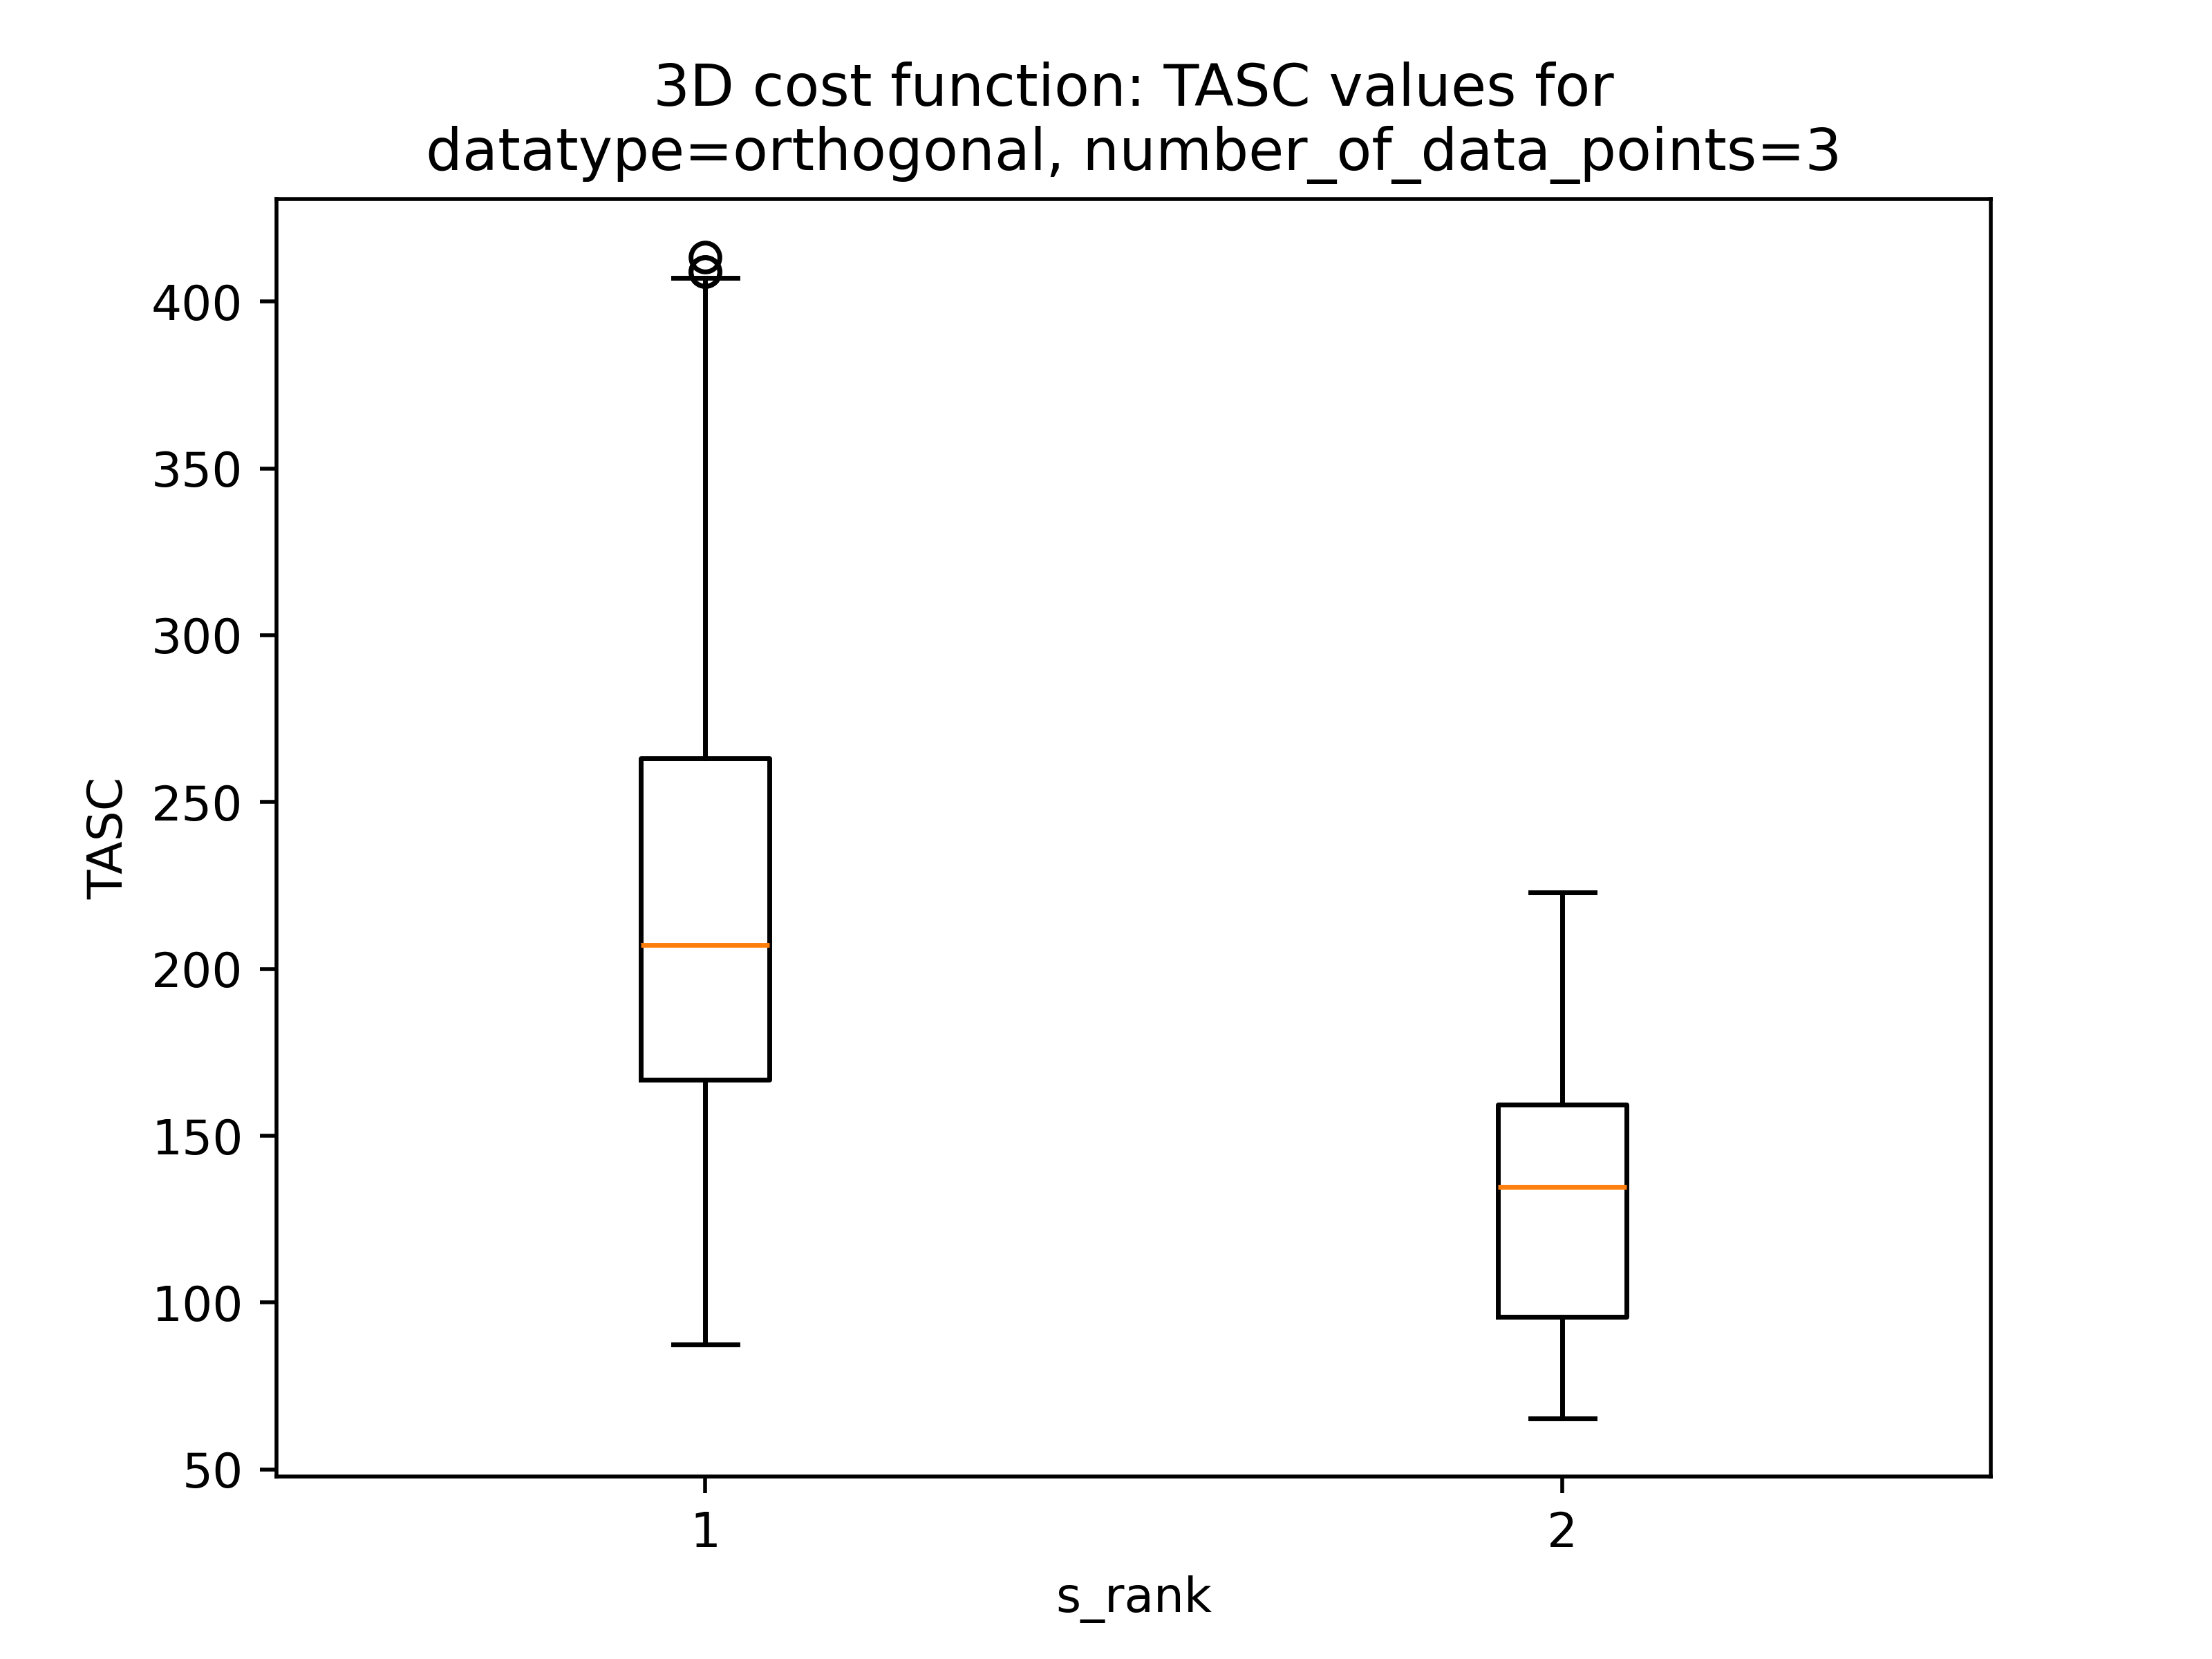 3D cost function: TASC values for
datatype=orthogonal, number_of_data_points=3
TASC
400
350
300
250
200
150
100
50
1
2
s_rank